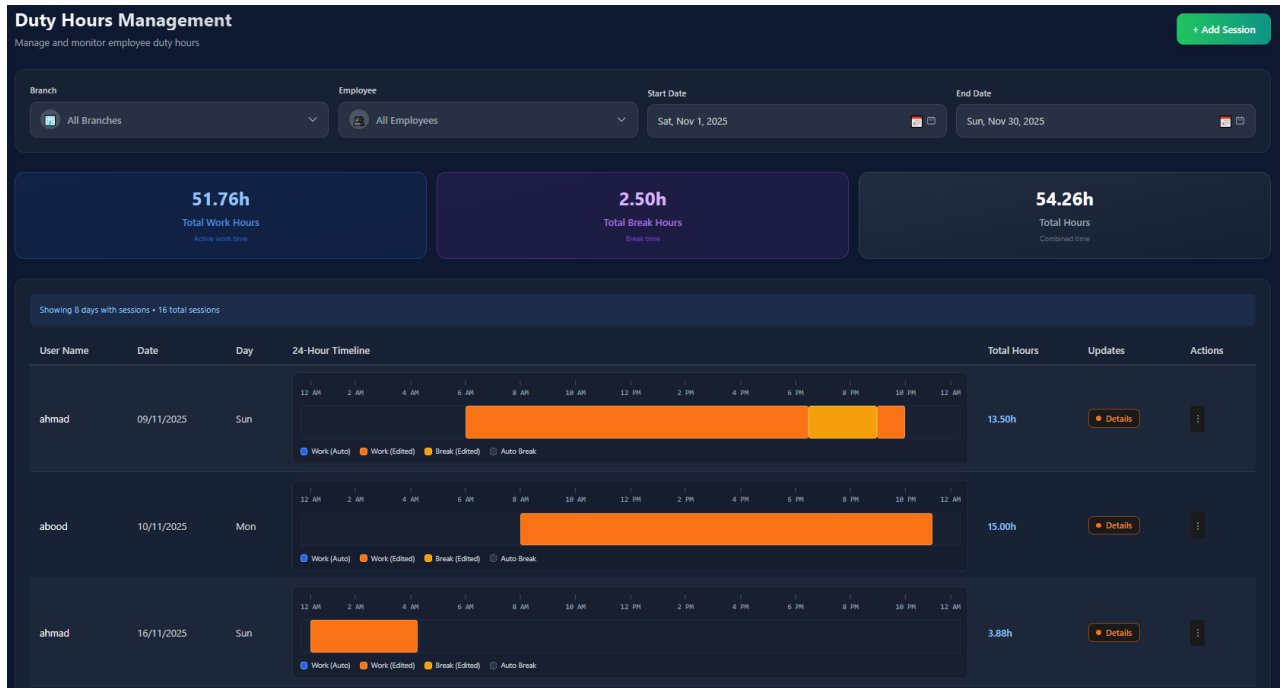 Duty Hours Management
Manage and monitor employee duty hours
+ Add Session
Branch
All Branches
Employee
All Employees
Start Date
Sat, Nov 1, 2025
End Date
Sun, Nov 30, 2025
51.76h
Total Work Hours
Active work time
2.50h
Total Break Hours
Break time
54.26h
Total Hours
Combined time
Showing 8 days with sessions • 16 total sessions
User Name Date Day 24-Hour Timeline Total Hours Updates Actions
12 AM 2 AM 4 AM 6 AM 8 AM 10 AM 12 PM 2 PM 4 PM 6 PM 8 PM 10 PM 12 AM
ahmad 09/11/2025 Sun 13.50h Details
Work (Auto) Work (Edited) Break (Edited) Auto Break
12 AM 2 AM 4 AM 6 AM 8 AM 10 AM 12 PM 2 PM 4 PM 6 PM 8 PM 10 PM 12 AM
abood 10/11/2025 Mon 15.00h Details
Work (Auto) Work (Edited) Break (Edited) Auto Break
12 AM 2 AM 4 AM 6 AM 8 AM 10 AM 12 PM 2 PM 4 PM 6 PM 8 PM 10 PM 12 AM
ahmad 16/11/2025 Sun 3.88h Details
Work (Auto) Work (Edited) Break (Edited) Auto Break